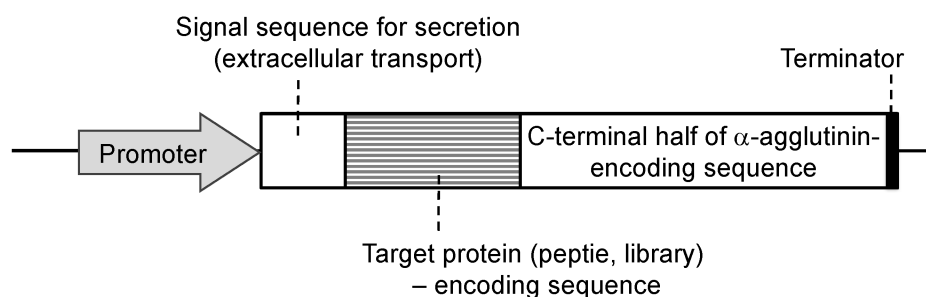 Signal sequence for secretion
(extracellular transport)
Terminator
Promoter
C-terminal half of α-agglutinin-
encoding sequence
Target protein (peptie, library)
– encoding sequence